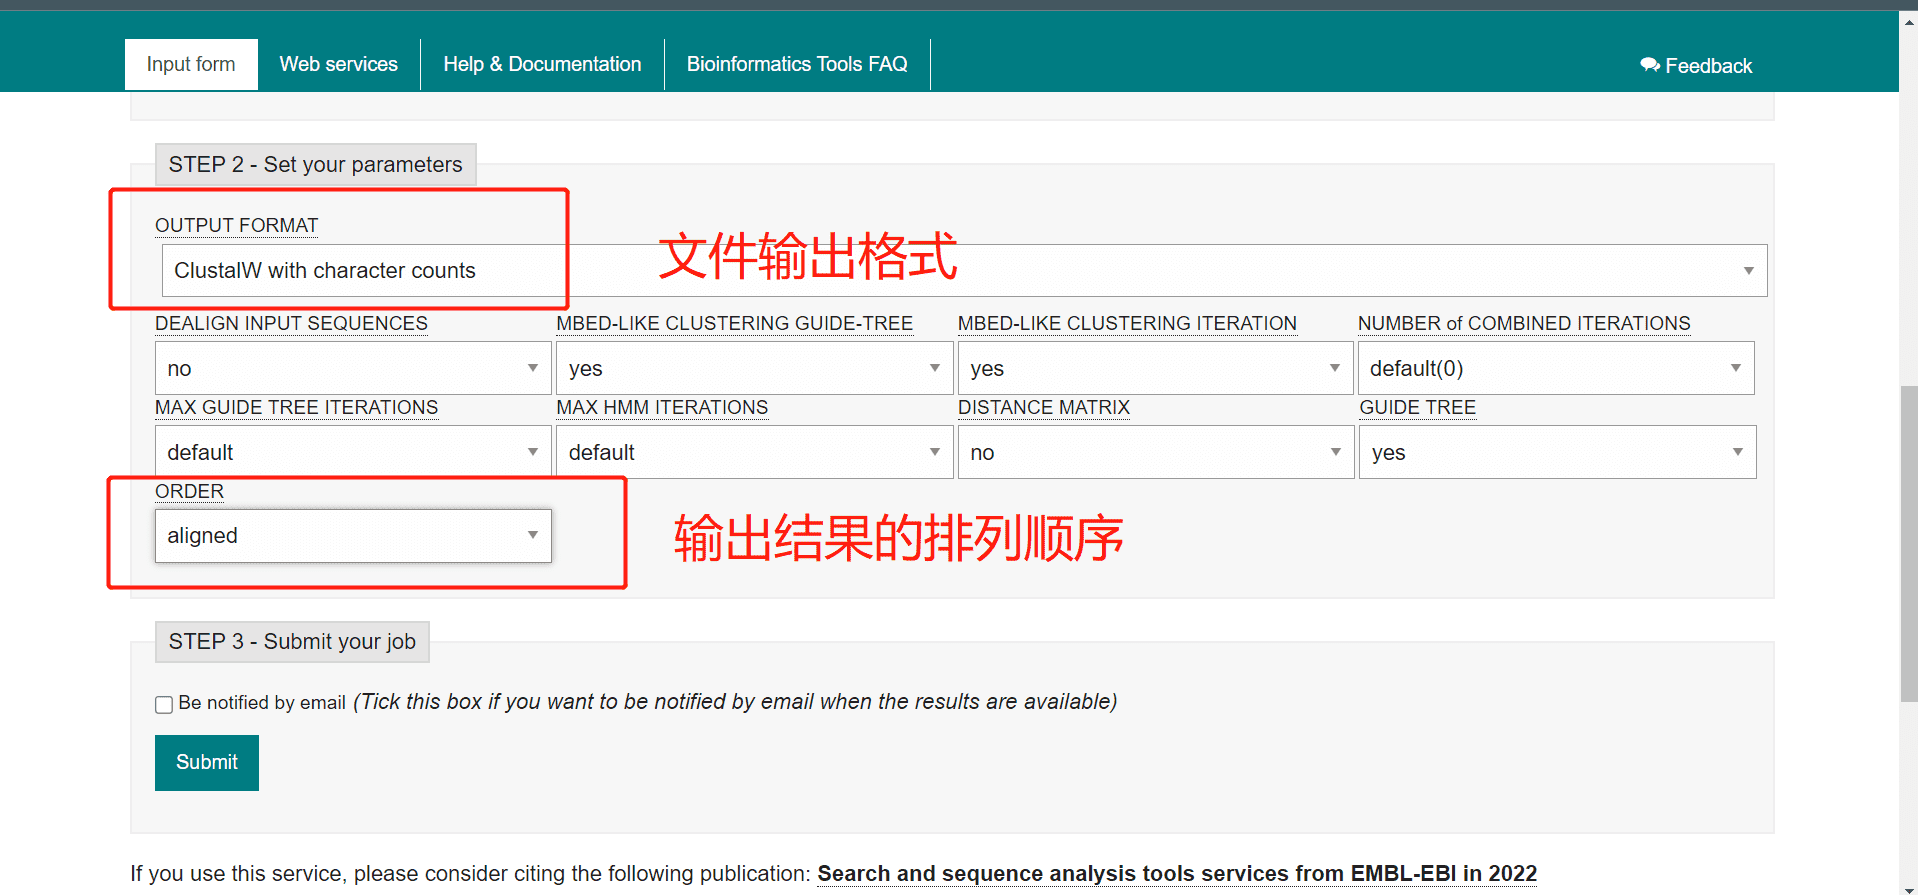 Input form
Web services
Help & Documentation
Bioinformatics Tools FAQ
Feedback
STEP 2 - Set your parameters
OUTPUT FORMAT
ClustalW with character counts
文件输出格式
DEALIGN INPUT SEQUENCES
MBED-LIKE CLUSTERING GUIDE-TREE
MBED-LIKE CLUSTERING ITERATION
NUMBER of COMBINED ITERATIONS
no
yes
yes
default(0)
MAX GUIDE TREE ITERATIONS
MAX HMM ITERATIONS
DISTANCE MATRIX
GUIDE TREE
default
default
no
yes
ORDER
aligned
输出结果的排列顺序
STEP 3 - Submit your job
Be notified by email (Tick this box if you want to be notified by email when the results are available)
Submit
If you use this service, please consider citing the following publication: Search and sequence analysis tools services from EMBL-EBI in 2022